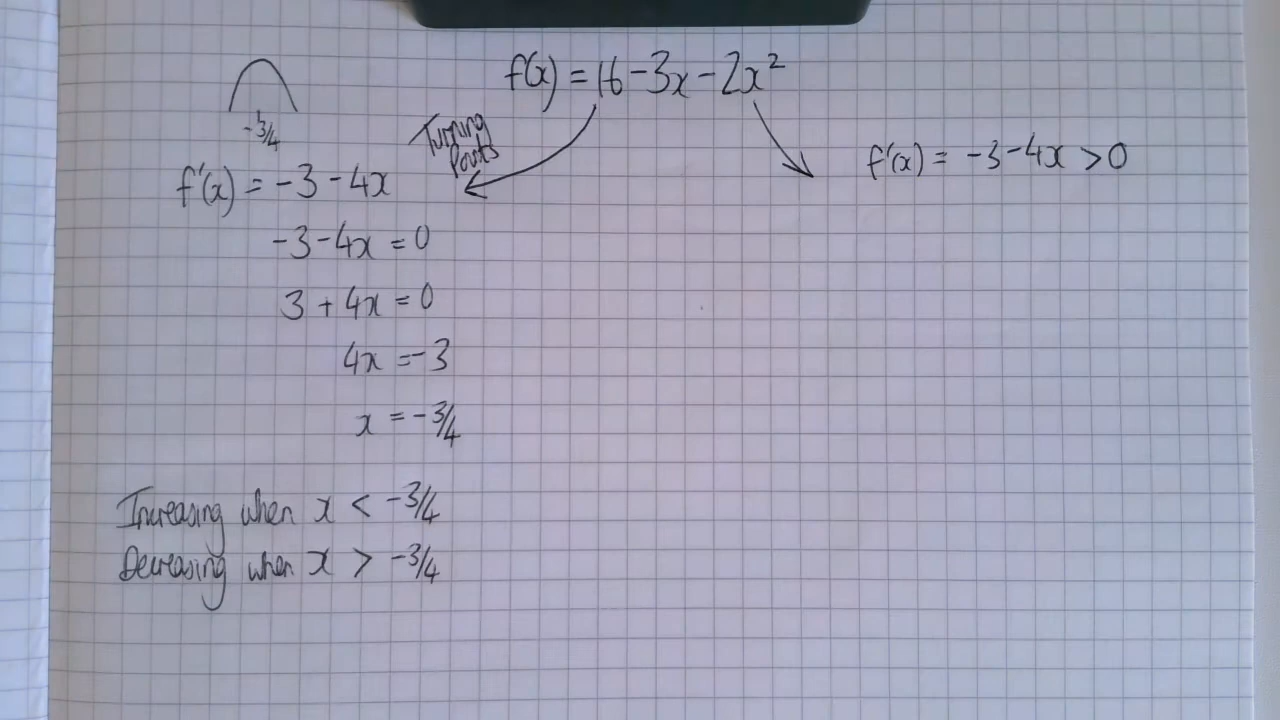 f(x) = 16 - 3x - 2x²
-3/4
Turning
Points
f'(x) = -3 - 4x
-3 - 4x = 0
3 + 4x = 0
4x = -3
x = -3/4
Increasing when x < -3/4
Decreasing when x > -3/4
f'(x) = -3 - 4x > 0